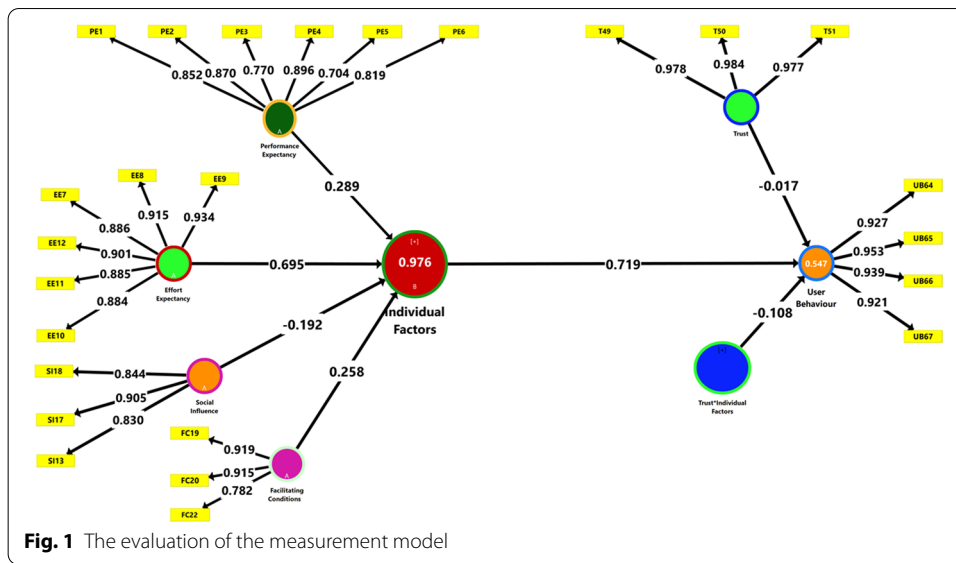 PE1 PE2 PE3 PE4 PE5 PE6
0.852 0.870 0.770 0.896 0.704 0.819
A
Performance
Expectancy
0.289
T49 T50 T51
0.978 0.984 0.977
Trust
-0.017
EE7 EE8 EE9
EE12
EE11
EE10
0.886 0.915 0.934
0.901
0.885
0.884
A
Effort
Expectancy
0.695
[+]
0.976
B
Individual
Factors
0.719
0.547
User
Behaviour
UB64
UB65
UB66
UB67
0.927
0.953
0.939
0.921
-0.192
-0.108
[+]
Trust*Individual
Factors
SI18
SI17
SI13
0.844
0.905
0.830
A
Social
Influence
0.258
FC19
FC20
FC22
0.919
0.915
0.782
A
Facilitating
Conditions
Fig. 1 The evaluation of the measurement model